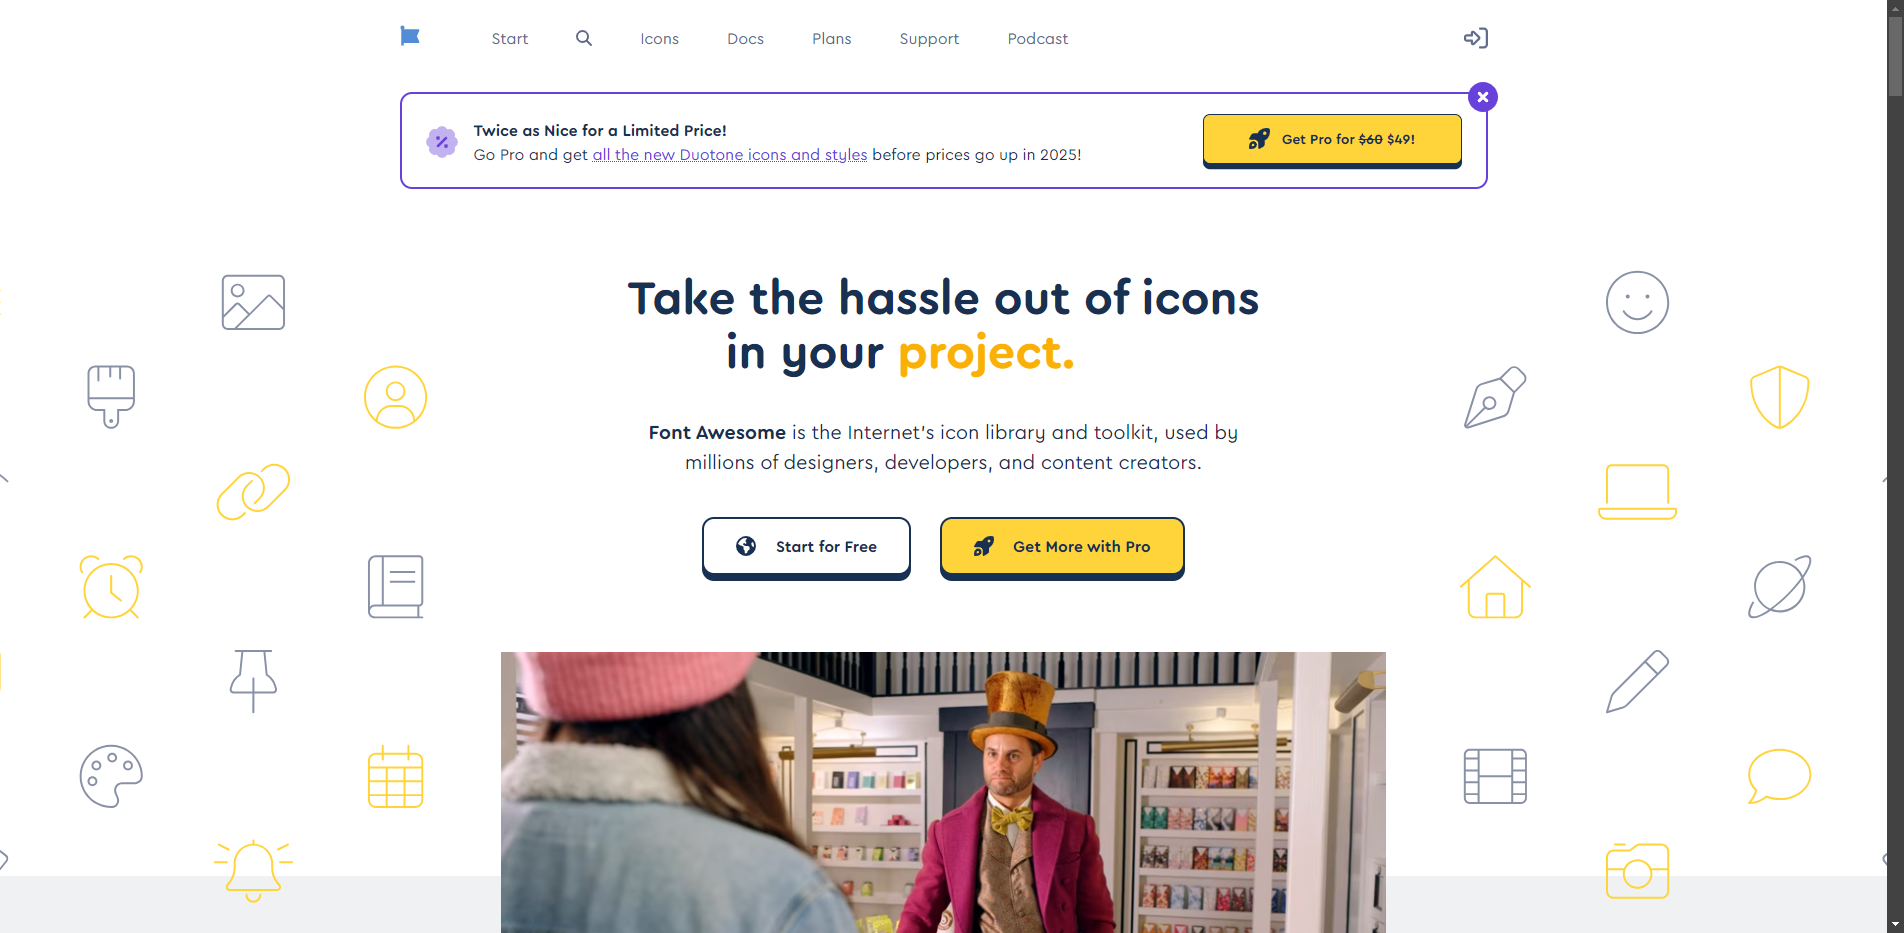 Start
Icons
Docs
Plans
Support
Podcast
Twice as Nice for a Limited Price!
Go Pro and get all the new Duotone icons and styles before prices go up in 2025!
Get Pro for $60 $49!
Take the hassle out of icons
in your project.
Font Awesome is the Internet's icon library and toolkit, used by
millions of designers, developers, and content creators.
Start for Free
Get More with Pro